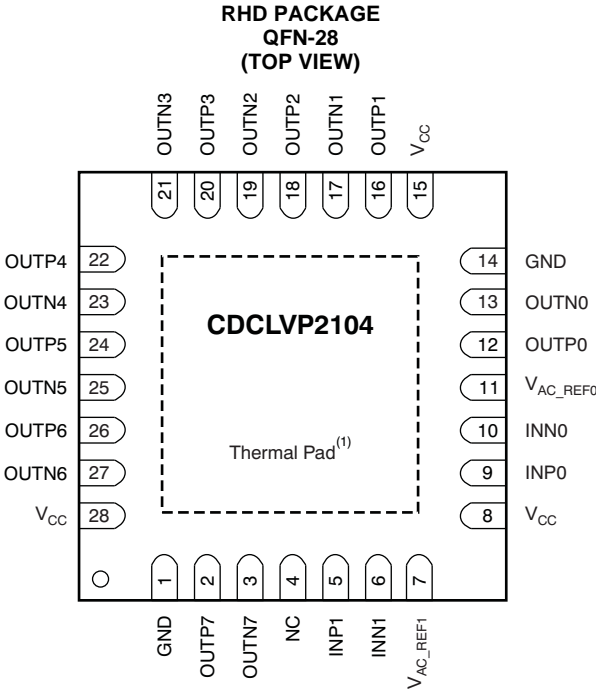 RHD PACKAGE
QFN-28
(TOP VIEW)
OUTN3 OUTP3 OUTN2 OUTP2 OUTN1 OUTP1 VCC
21 20 19 18 17 16 15
OUTP4 22 14 GND
OUTN4 23 13 OUTN0
OUTP5 24 12 OUTP0
OUTN5 25 11 VAC_REF0
OUTP6 26 10 INN0
OUTN6 27 9 INP0
VCC 28 8 VCC
CDCLVP2104
Thermal Pad(1)
1 2 3 4 5 6 7
GND OUTP7 OUTN7 NC INP1 INN1 VAC_REF1